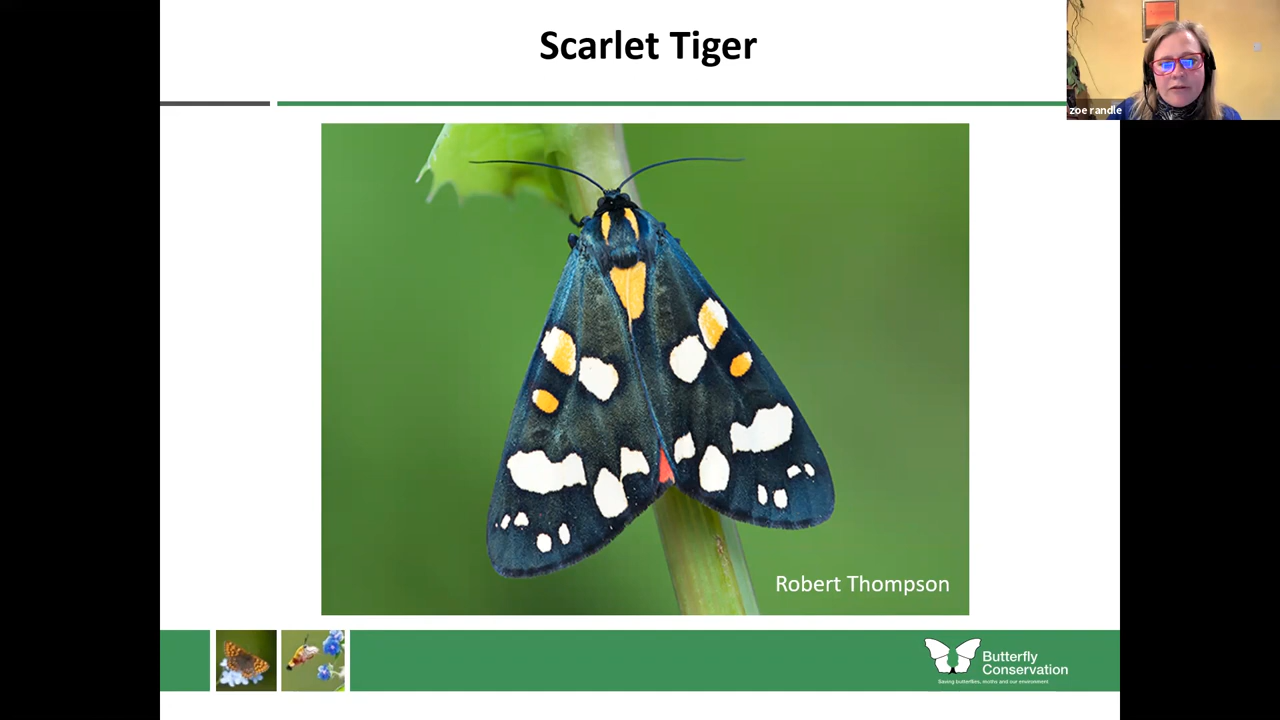 Scarlet Tiger
zoe randle
Robert Thompson
Butterfly
Conservation
Saving butterflies, moths and our environment